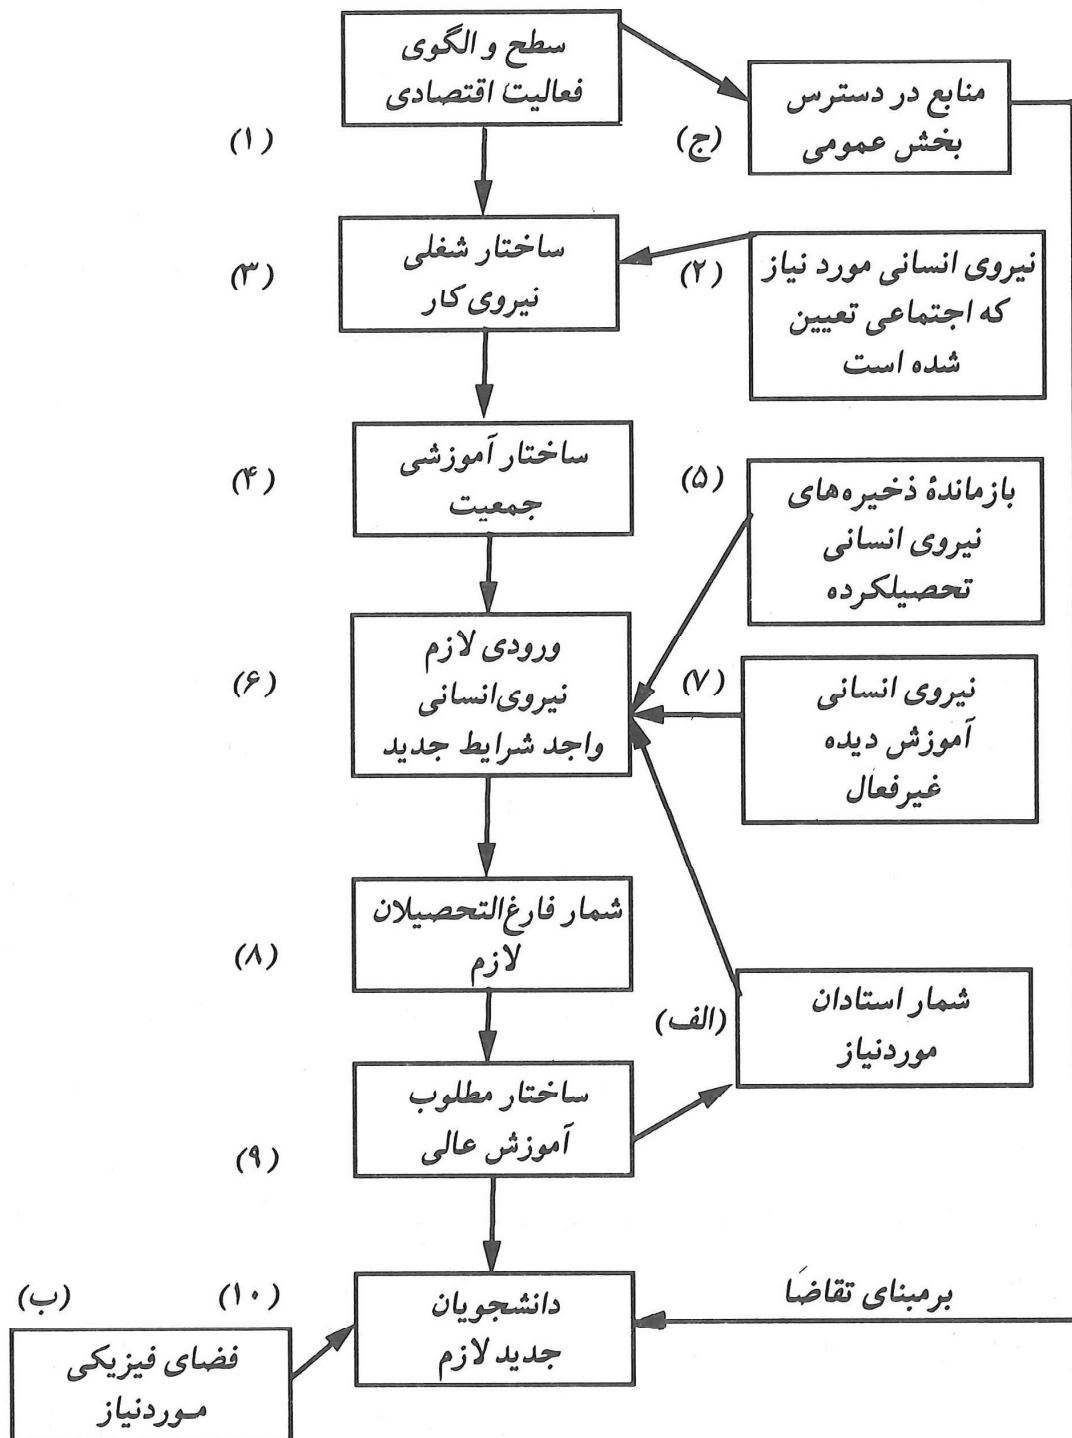 سطح و الگوی
فعالیت اقتصادی
منابع در دسترس
بخش عمومی
(۱)
(ج)
ساختار شغلی
نیروی کار
(۳)
(۲)
نیروی انسانی مورد نیاز
که اجتماعی تعیین
شده است
ساختار آموزشی
جمعیت
(۴)
(۵)
بازماندهٔ ذخیره‌های
نیروی انسانی
تحصیلکرده
ورودی لازم
نیروی‌انسانی
واجد شرایط جدید
(۶)
(۷)
نیروی انسانی
آموزش دیده
غیرفعال
شمار فارغ‌التحصیلان
لازم
(۸)
(الف)
شمار استادان
موردنیاز
ساختار مطلوب
آموزش عالی
(۹)
(ب)
(۱۰)
دانشجویان
جدید لازم
برمبنای تقاضا
فضای فیزیکی
موردنیاز